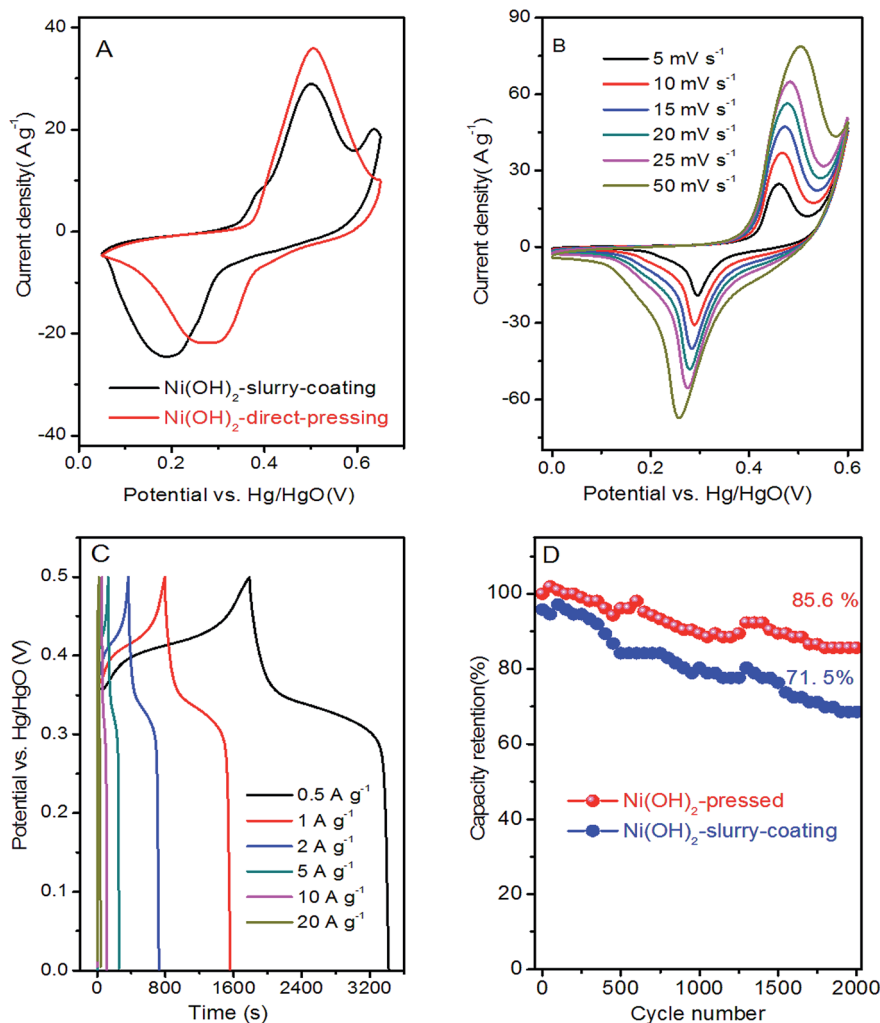 A
Current density( A g-1)
40
20
0
-20
-40
Ni(OH)2-slurry-coating
Ni(OH)2-direct-pressing
0.0
0.2
0.4
0.6
Potential vs. Hg/HgO(V)
B
Current density( A g-1)
90
60
30
0
-30
-60
5 mV s-1
10 mV s-1
15 mV s-1
20 mV s-1
25 mV s-1
50 mV s-1
0.0
0.2
0.4
0.6
Potential vs. Hg/HgO(V)
C
Potential vs. Hg/HgO (V)
0.5
0.4
0.3
0.2
0.1
0.0
0.5 A g-1
1 A g-1
2 A g-1
5 A g-1
10 A g-1
20 A g-1
0
800
1600
2400
3200
Time (s)
D
Capacity retention(%)
100
80
60
40
20
0
85.6 %
71. 5%
Ni(OH)2-pressed
Ni(OH)2-slurry-coating
0
500
1000
1500
2000
Cycle number